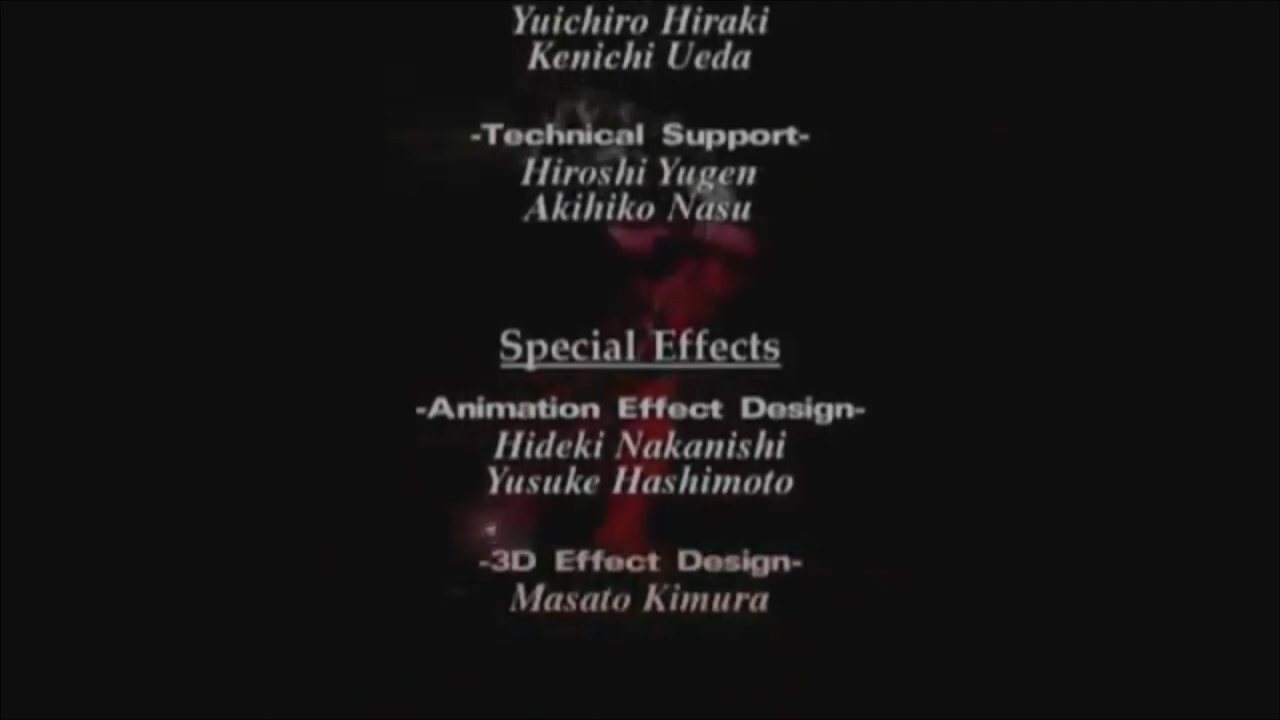 Yuichiro Hiraki
Kenichi Ueda
-Technical Support-
Hiroshi Yugen
Akihiko Nasu
Special Effects
-Animation Effect Design-
Hideki Nakanishi
Yusuke Hashimoto
-3D Effect Design-
Masato Kimura